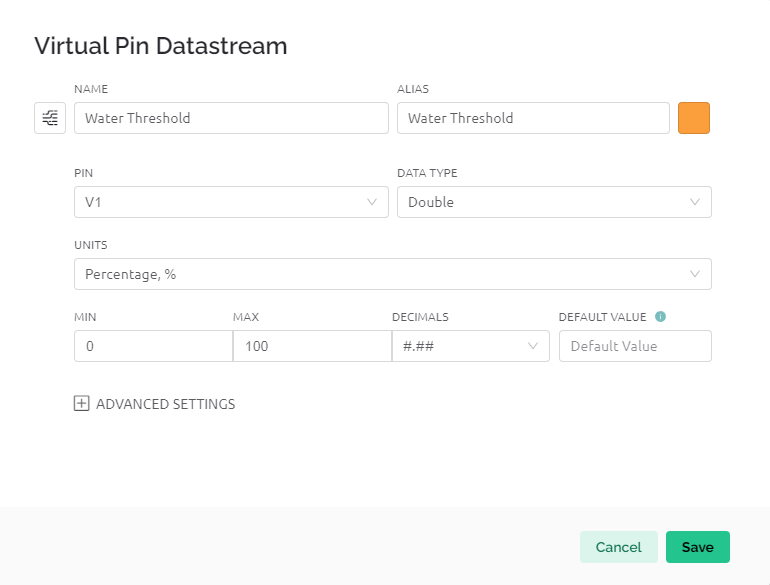 Virtual Pin Datastream
NAME ALIAS
Water Threshold Water Threshold
PIN DATA TYPE
V1 Double
UNITS
Percentage, %
MIN MAX DECIMALS DEFAULT VALUE i
0 100 #.## Default Value
ADVANCED SETTINGS
Cancel Save